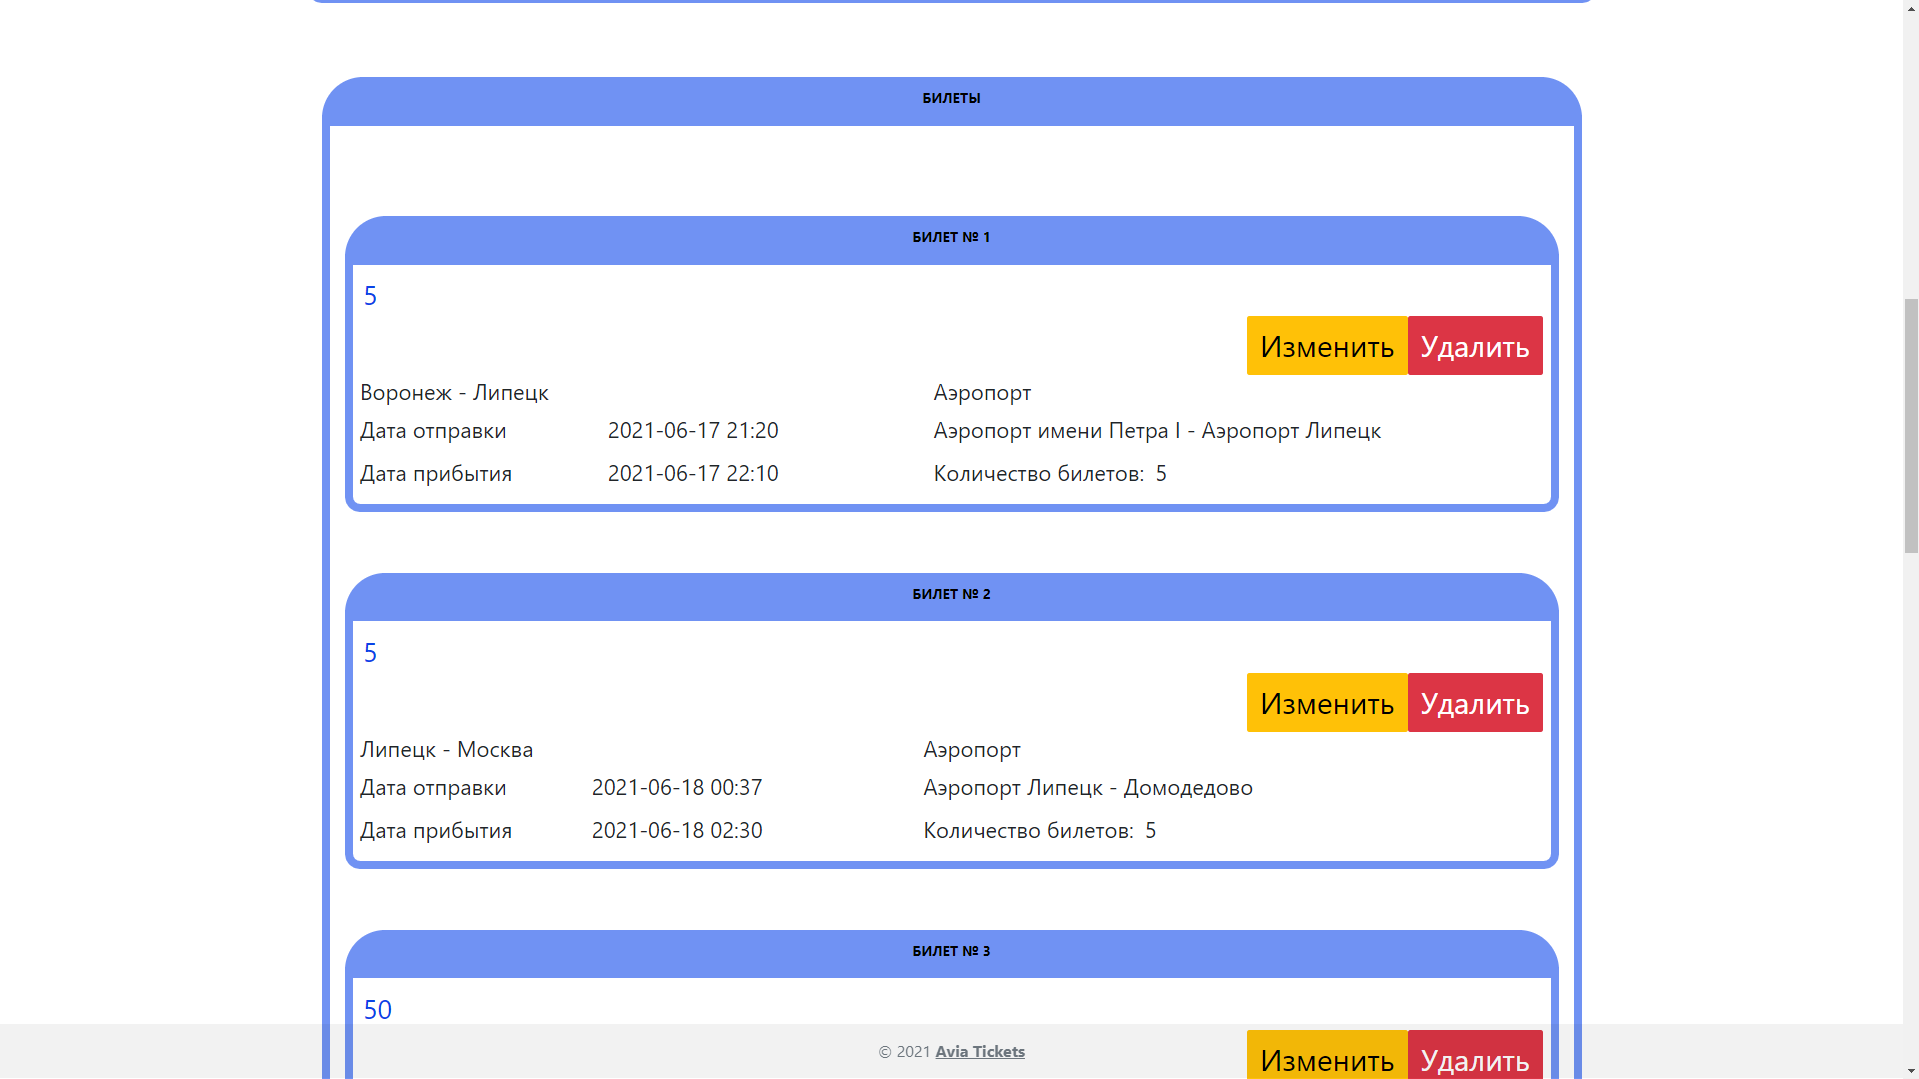 БИЛЕТЫ
БИЛЕТ № 1
5
Изменить Удалить
Воронеж - Липецк Аэропорт
Дата отправки 2021-06-17 21:20 Аэропорт имени Петра I - Аэропорт Липецк
Дата прибытия 2021-06-17 22:10 Количество билетов: 5
БИЛЕТ № 2
5
Изменить Удалить
Липецк - Москва Аэропорт
Дата отправки 2021-06-18 00:37 Аэропорт Липецк - Домодедово
Дата прибытия 2021-06-18 02:30 Количество билетов: 5
БИЛЕТ № 3
50
Изменить Удалить
© 2021 Avia Tickets